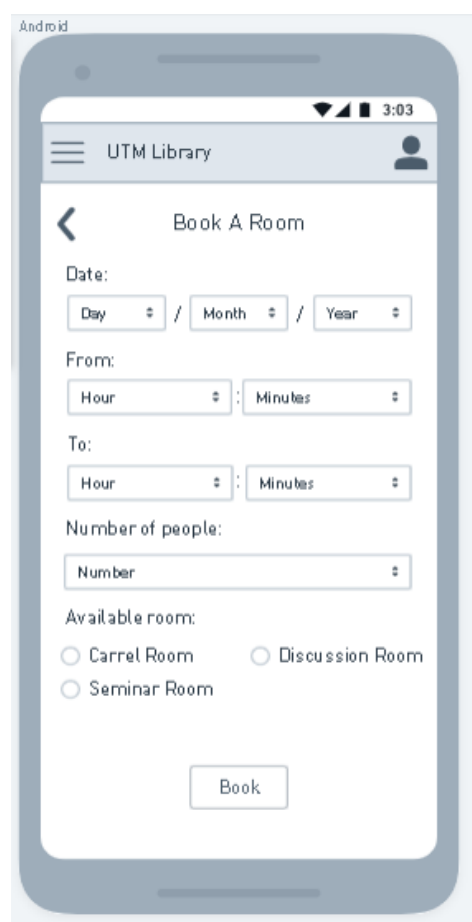 Android
3:03
UTM Library
Book A Room
Date:
Day / Month / Year
From:
Hour : Minutes
To:
Hour : Minutes
Number of people:
Number
Available room:
Carrel Room Discussion Room
Seminar Room
Book